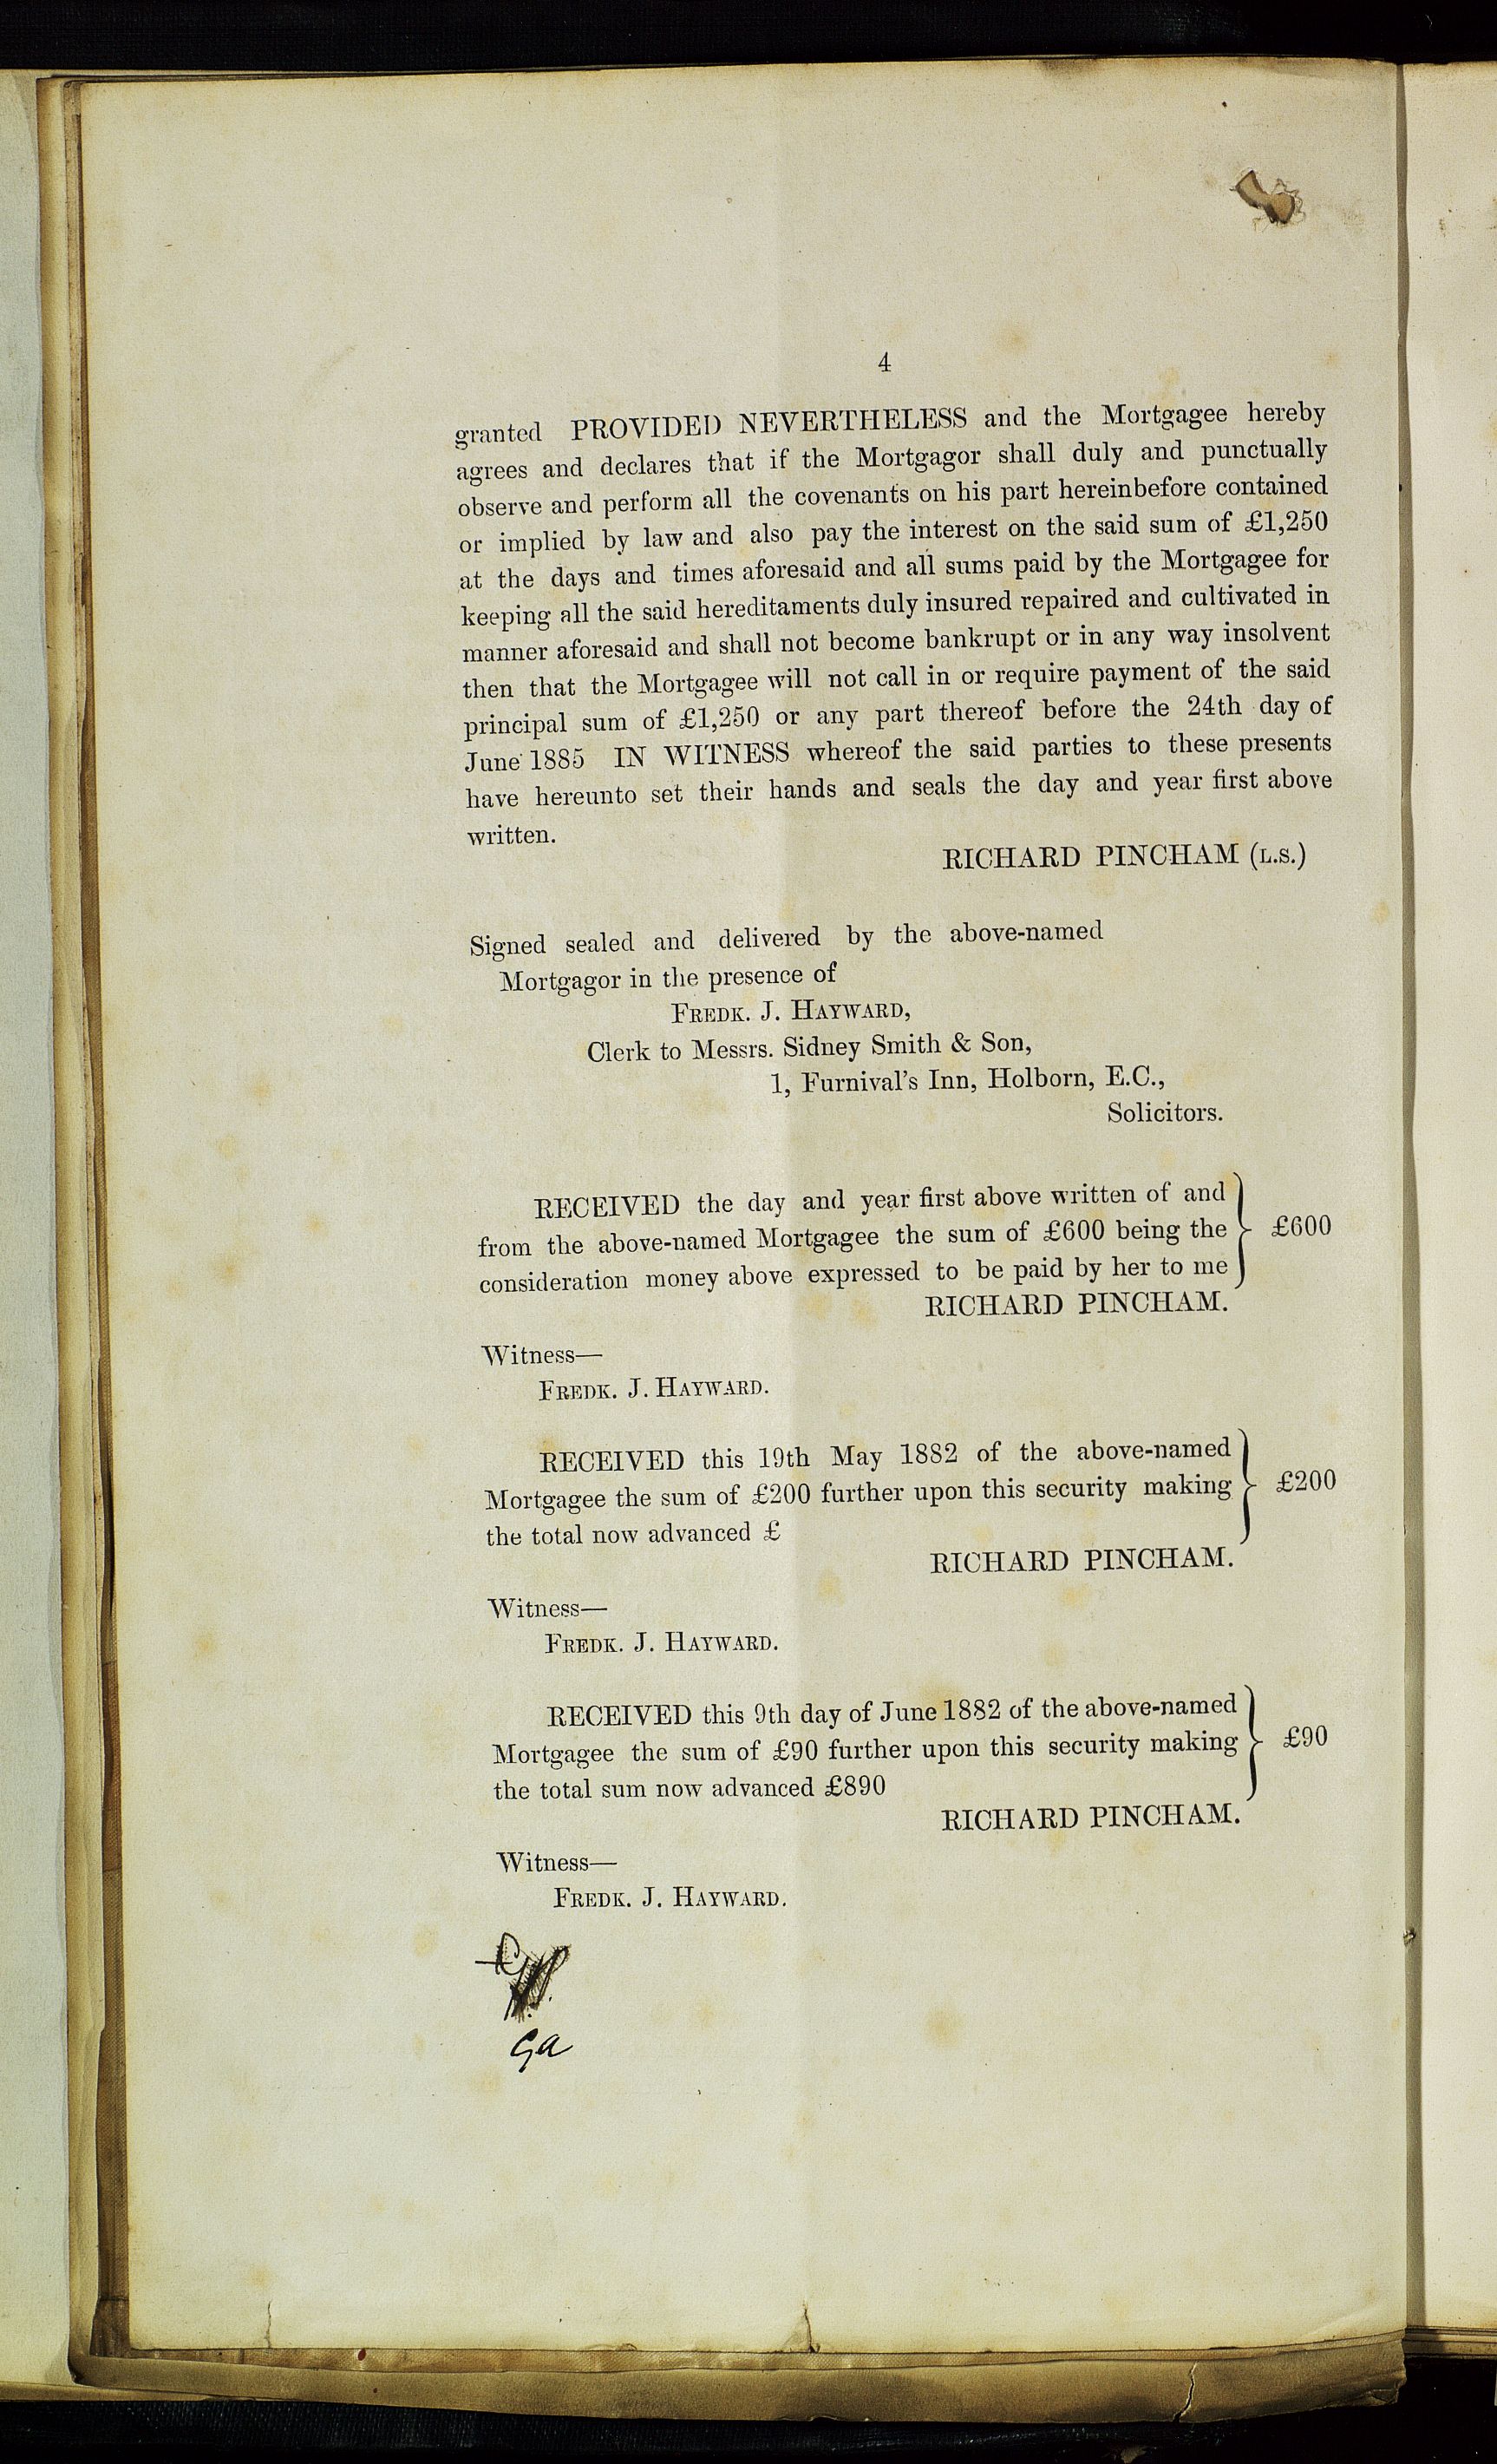 4
granted PROVIDED NEVERTHELESS and the Mortgagee hereby
agrees and declares that if the Mortgagor shall duly and punctually
observe and perform all the covenants on his part hereinbefore contained
or implied by law and also pay the interest on the said sum of £1,250
at the days and times aforesaid and all sums paid by the Mortgagee for
keeping all the said hereditaments duly insured repaired and cultivated in
manner aforesaid and shall not become bankrupt or in any way insolvent
then that the Mortgagee will not call in or require payment of the said
principal sum of £1,250 or any part thereof before the 24th day of
June 1885 IN WITNESS whereof the said parties to these presents
have hereunto set their hands and seals the day and year first above
written.
RICHARD PINCHAM (L.S.)
Signed sealed and delivered by the above-named
Mortgagor in the presence of
FREDK. J. HAYWARD,
Clerk to Messrs. Sidney Smith & Son,
1, Furnival's Inn, Holborn, E.C.,
Solicitors.
RECEIVED the day and year first above written of and
from the above-named Mortgagee the sum of £600 being the £600
consideration money above expressed to be paid by her to me
RICHARD PINCHAM.
Witness—
FREDK. J. HAYWARD.
RECEIVED this 19th May 1882 of the above-named
Mortgagee the sum of £200 further upon this security making £200
the total now advanced £
RICHARD PINCHAM.
Witness—
FREDK. J. HAYWARD.
RECEIVED this 9th day of June 1882 of the above-named
Mortgagee the sum of £90 further upon this security making £90
the total sum now advanced £890
RICHARD PINCHAM.
Witness—
FREDK. J. HAYWARD.